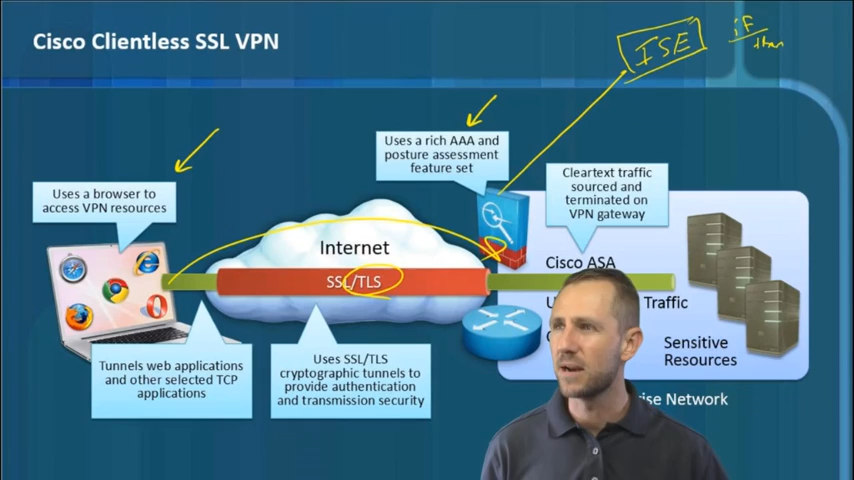 Cisco Clientless SSL VPN
ISE
if
then
Uses a rich AAA and
posture assessment
feature set
Cleartext traffic
sourced and
terminated on
VPN gateway
Uses a browser to
access VPN resources
Internet
SSL/TLS
Cisco ASA
Traffic
Sensitive
Resources
Tunnels web applications
and other selected TCP
applications
Uses SSL/TLS
cryptographic tunnels to
provide authentication
and transmission security
Network